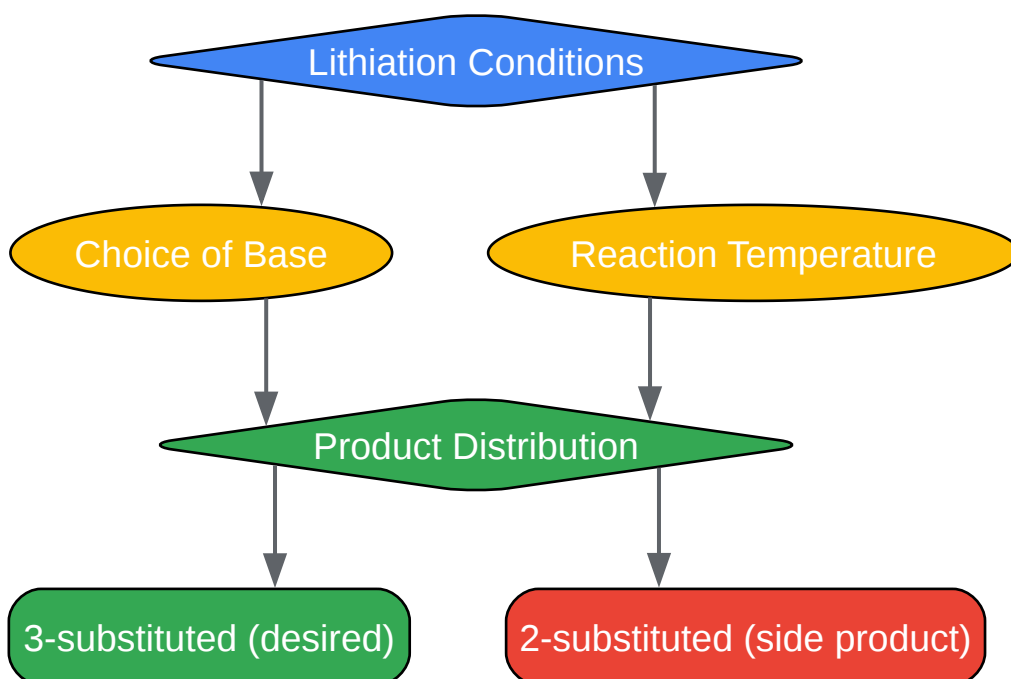 Lithiation Conditions
Choice of Base
Reaction Temperature
Product Distribution
3-substituted (desired)
2-substituted (side product)